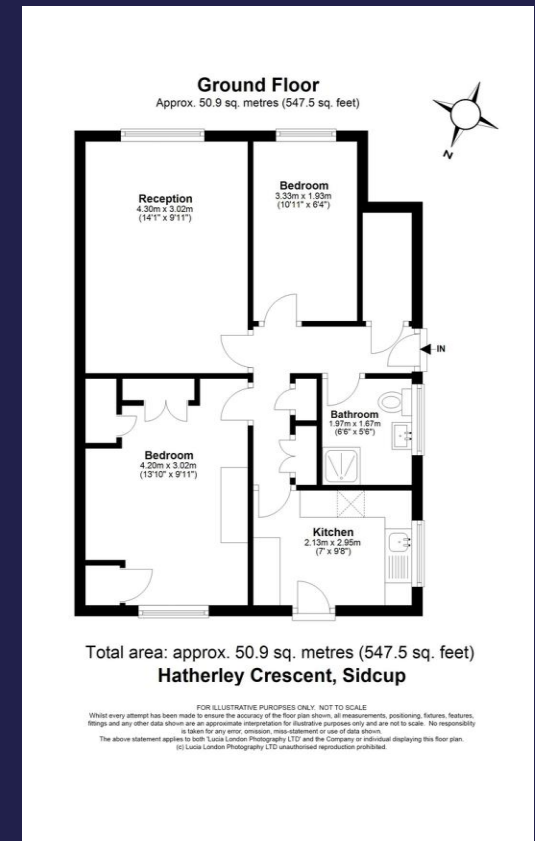 Ground Floor
Approx. 50.9 sq. metres (547.5 sq. feet)
N
Reception
4.30m x 3.02m
(14'1" x 9'11")
Bedroom
3.33m x 1.93m
(10'11" x 6'4")
IN
Bathroom
1.97m x 1.67m
(6'6" x 5'6")
Bedroom
4.20m x 3.02m
(13'10" x 9'11")
Kitchen
2.13m x 2.95m
(7' x 9'8")
Total area: approx. 50.9 sq. metres (547.5 sq. feet)
Hatherley Crescent, Sidcup
FOR ILLUSTRATIVE PUROPSES ONLY. NOT TO SCALE
Whilst every attempt has been made to ensure the accuracy of the floor plan shown, all measurements, positioning, fixtures, features,
fittings and any other data shown are an approximate interpretation for illustrative purposes only and are not to scale. No responsiblity
is taken for any error, omission, miss-statement or use of data shown.
The above statement applies to both 'Lucia London Photography LTD' and the Company or individual displaying this floor plan.
(c) Lucia London Photography LTD unauthorised reproduction prohibited.